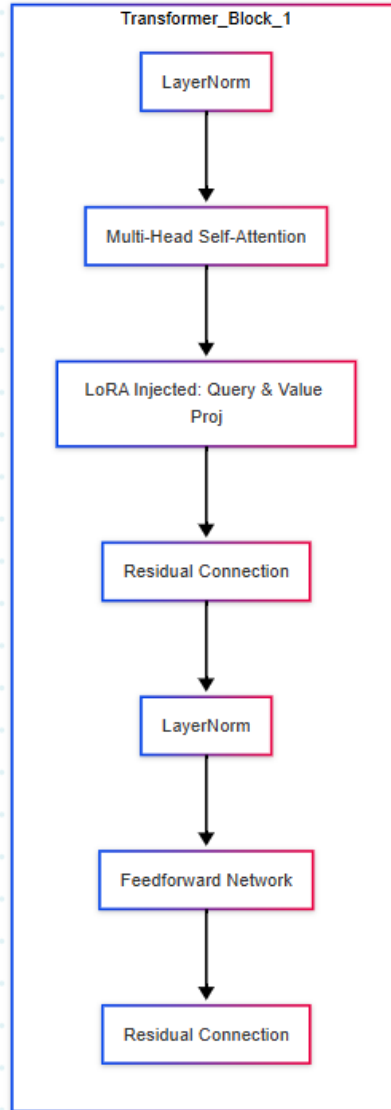 Transformer_Block_1
LayerNorm
Multi-Head Self-Attention
LoRA Injected: Query & Value
Proj
Residual Connection
LayerNorm
Feedforward Network
Residual Connection